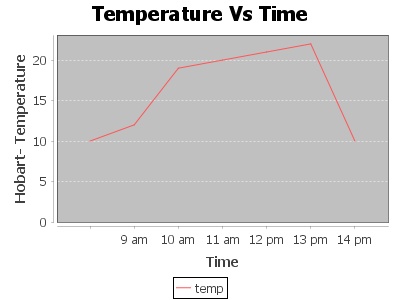 Temperature Vs Time
Hobart- Temperature
20
15
10
5
0
9 am 10 am 11 am 12 pm 13 pm 14 pm
Time
temp